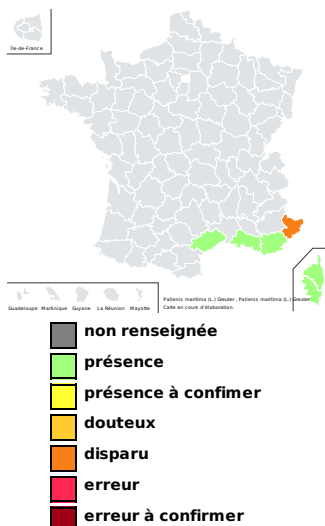 Île-de-France
Guadeloupe Martinique Guyane La Réunion Mayotte
Pallenis maritima (L.) Greuter , Pallenis maritima (L.) Greuter
Carte en cours d'élaboration.
non renseignée
présence
présence à confimer
douteux
disparu
erreur
erreur à confirmer